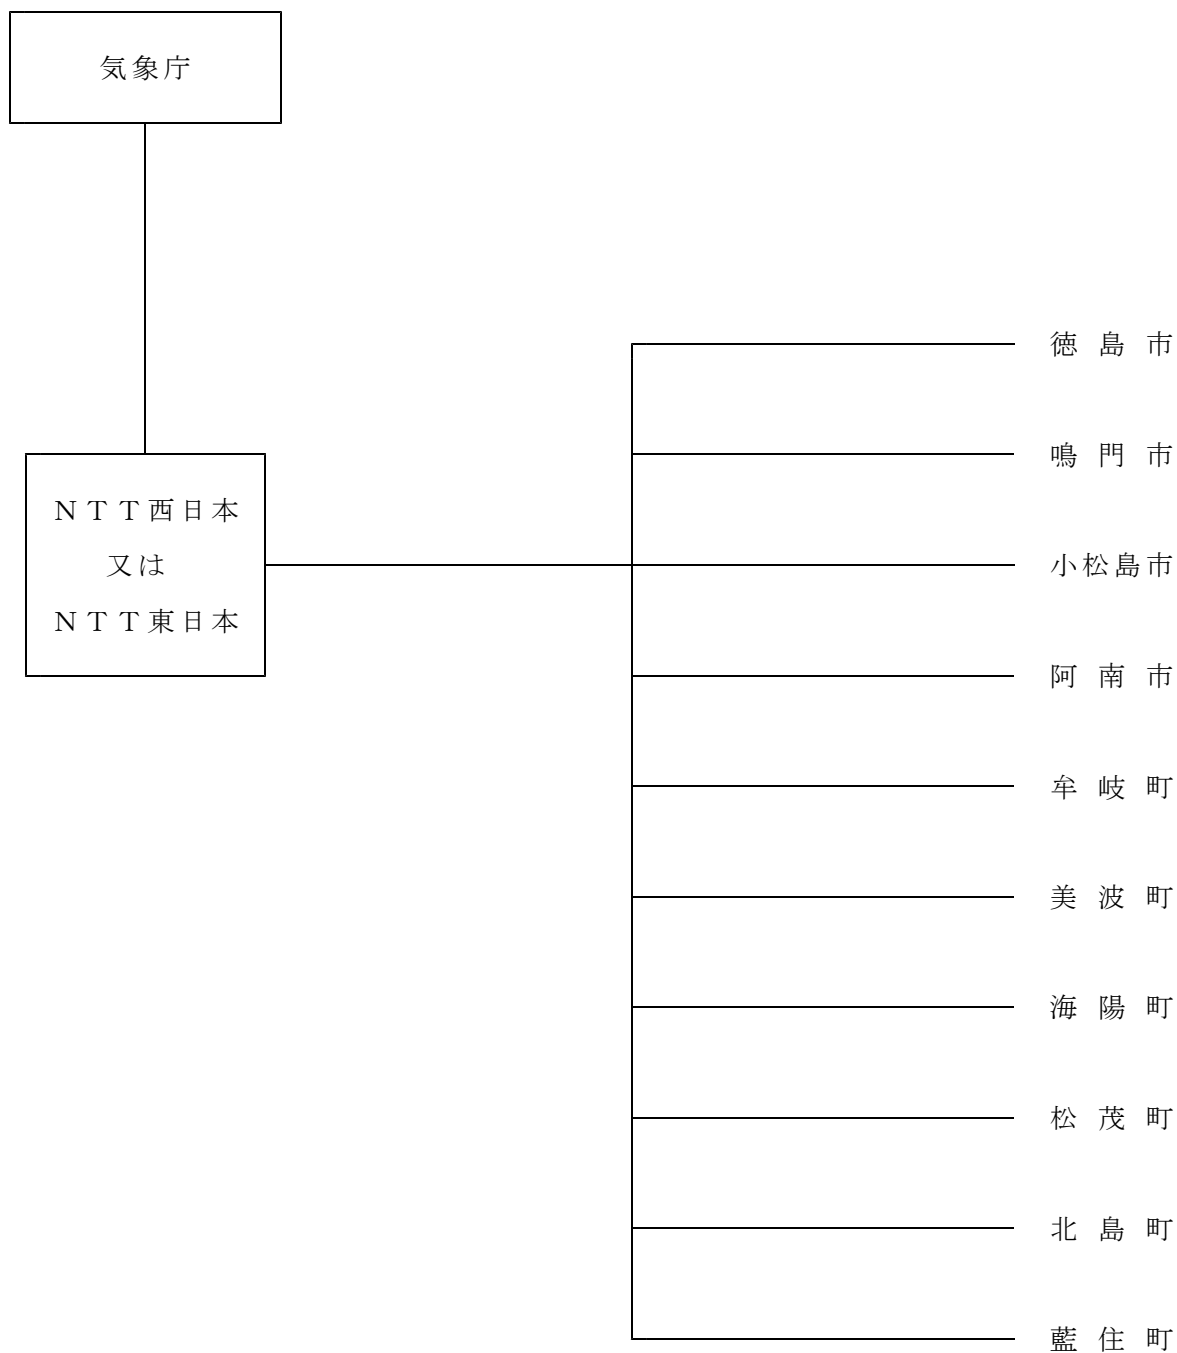 気象庁
ＮＴＴ西日本
又は
ＮＴＴ東日本
徳島市
鳴門市
小松島市
阿南市
牟岐町
美波町
海陽町
松茂町
北島町
藍住町